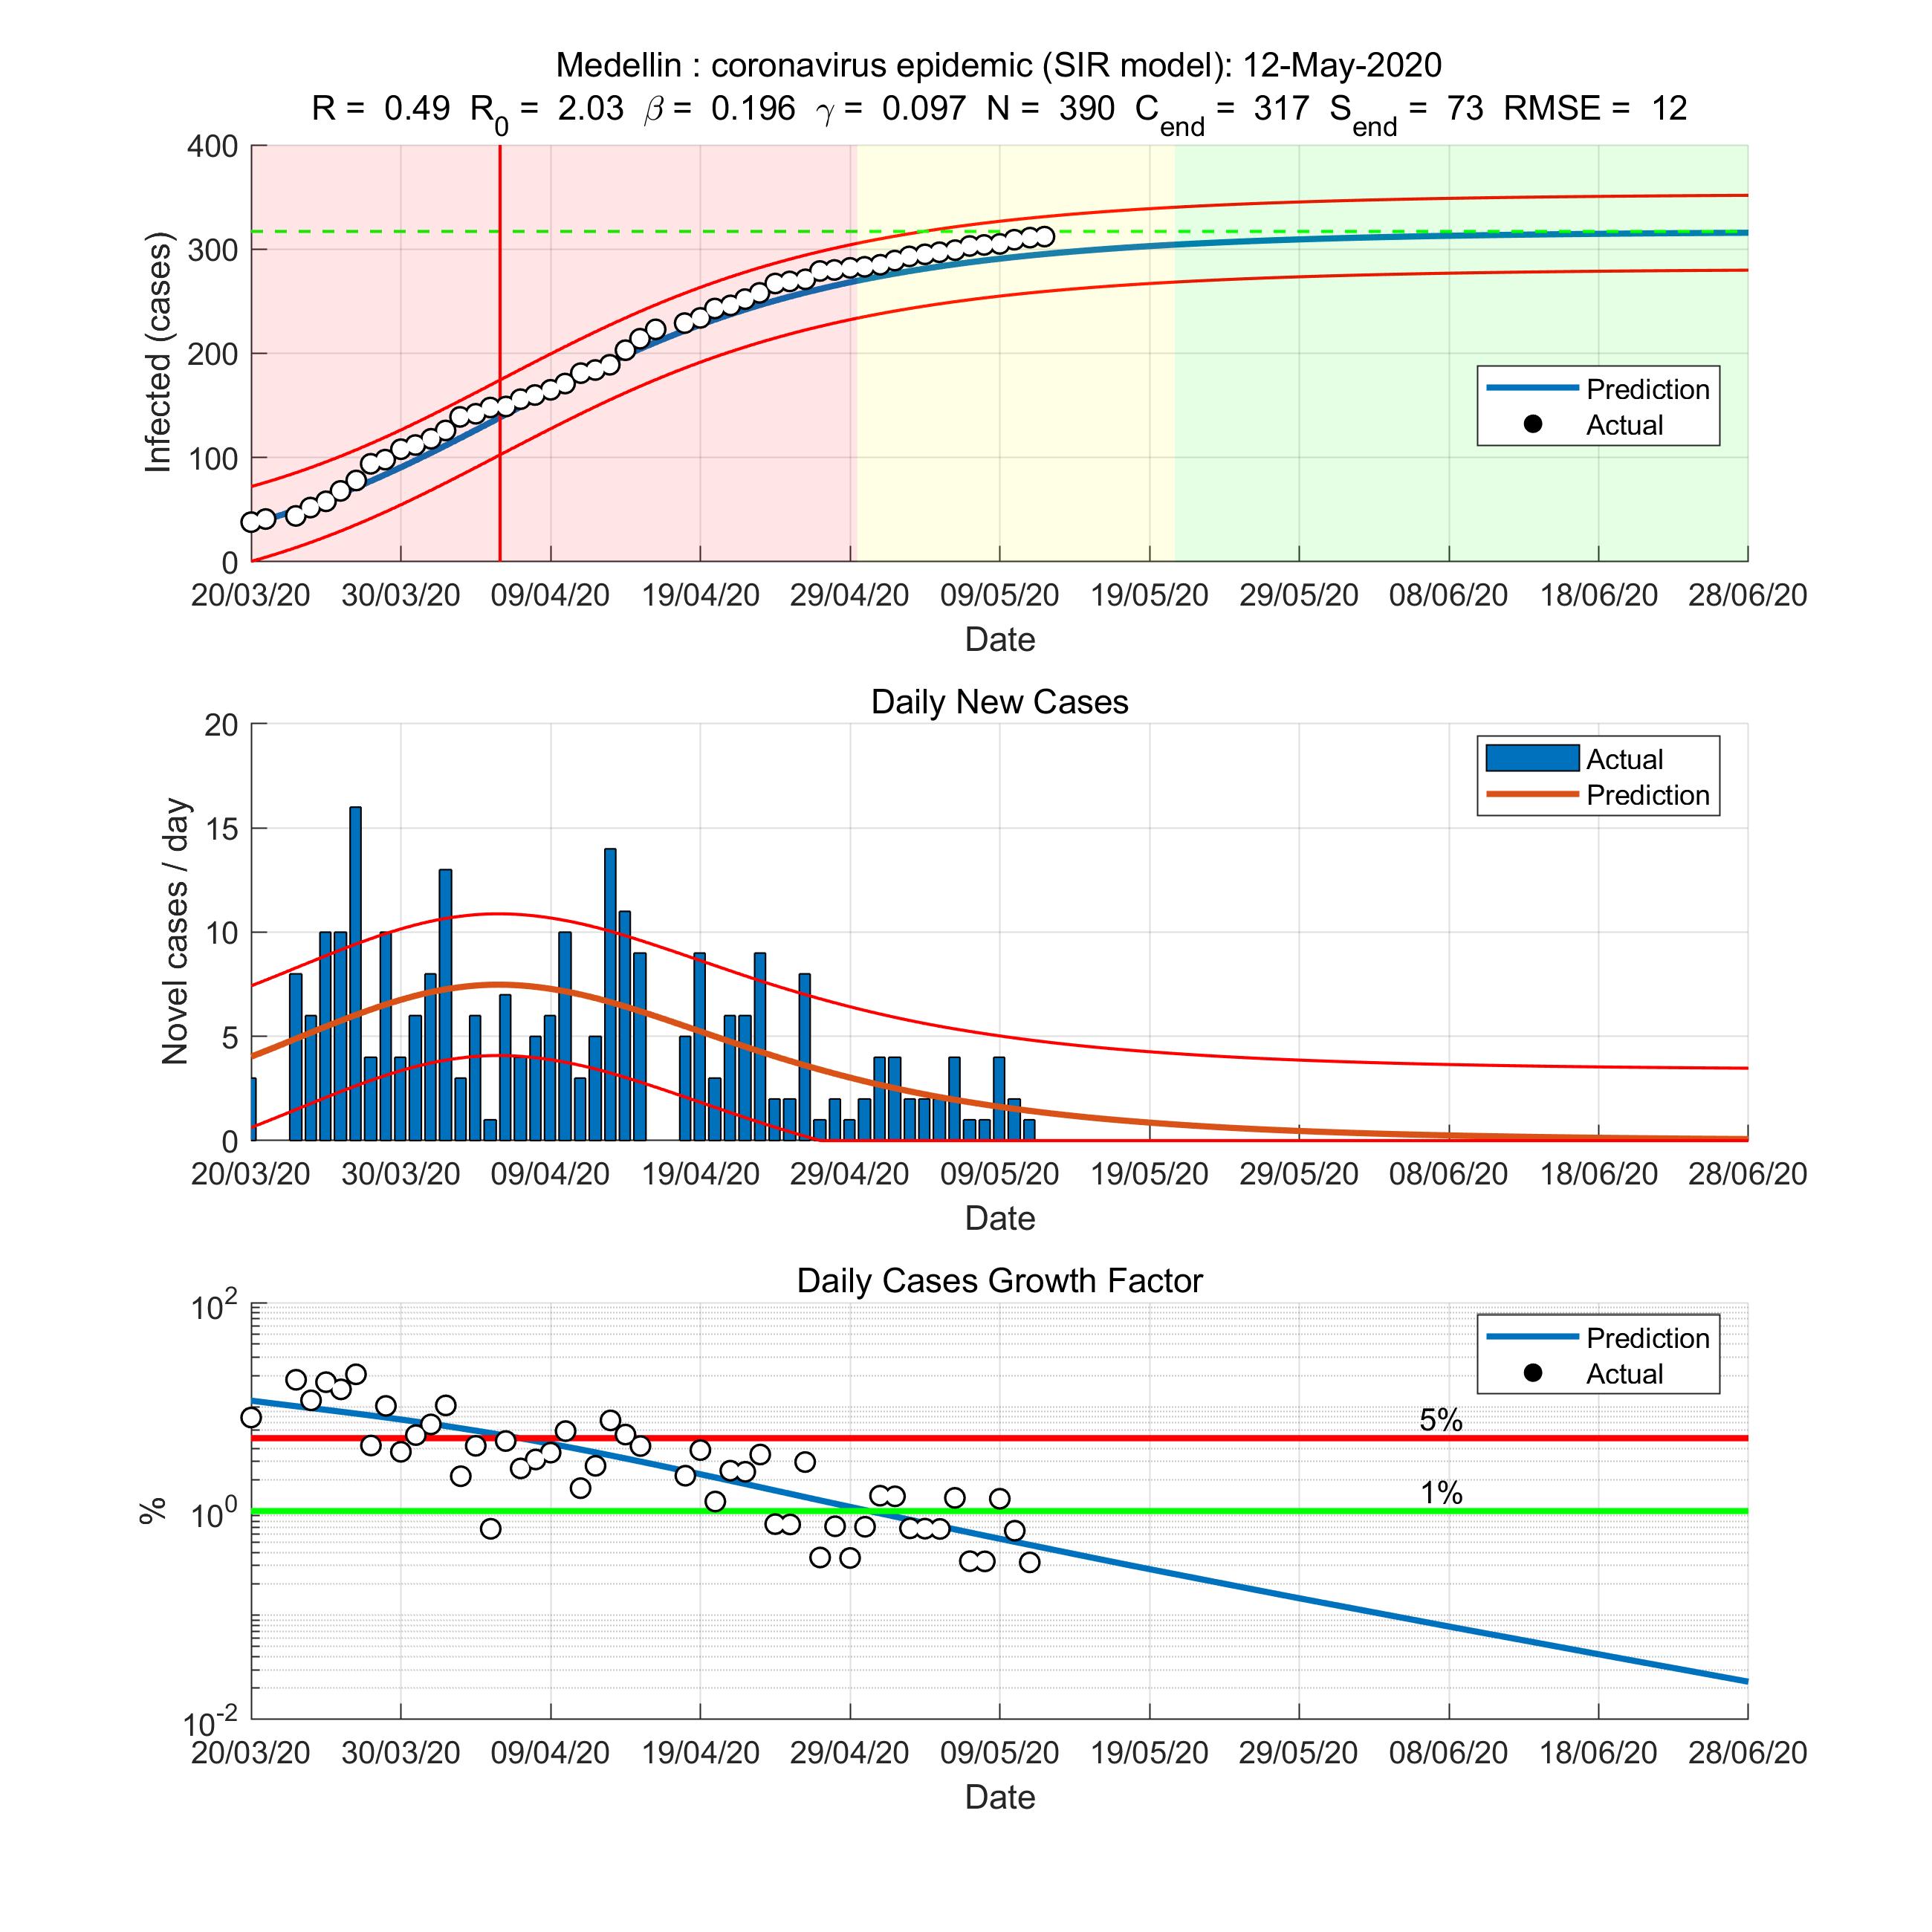 Medellin : coronavirus epidemic (SIR model): 12-May-2020
R = 0.49 R0 = 2.03 β = 0.196 γ = 0.097 N = 390 Cend = 317 Send = 73 RMSE = 12
400
300
200
100
0
Infected (cases)
Prediction
Actual
20/03/20 30/03/20 09/04/20 19/04/20 29/04/20 09/05/20 19/05/20 29/05/20 08/06/20 18/06/20 28/06/20
Date
Daily New Cases
20
15
10
5
0
Novel cases / day
Actual
Prediction
20/03/20 30/03/20 09/04/20 19/04/20 29/04/20 09/05/20 19/05/20 29/05/20 08/06/20 18/06/20 28/06/20
Date
Daily Cases Growth Factor
10^2
10^0
10^-2
%
Prediction
Actual
5%
1%
20/03/20 30/03/20 09/04/20 19/04/20 29/04/20 09/05/20 19/05/20 29/05/20 08/06/20 18/06/20 28/06/20
Date